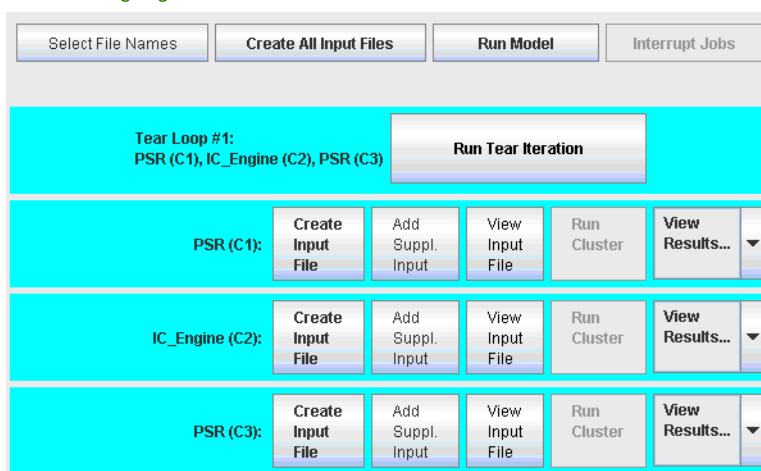 Select File Names Create All Input Files Run Model Interrupt Jobs
Tear Loop #1:
PSR (C1), IC_Engine (C2), PSR (C3)
Run Tear Iteration
PSR (C1):
Create
Input
File
Add
Suppl.
Input
View
Input
File
Run
Cluster
View
Results...
IC_Engine (C2):
Create
Input
File
Add
Suppl.
Input
View
Input
File
Run
Cluster
View
Results...
PSR (C3):
Create
Input
File
Add
Suppl.
Input
View
Input
File
Run
Cluster
View
Results...